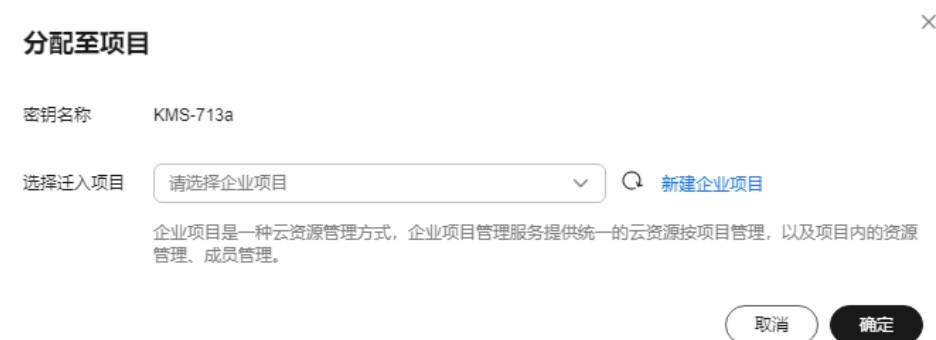 分配至项目
密钥名称 KMS-713a
选择迁入项目 请选择企业项目 新建企业项目
企业项目是一种云资源管理方式，企业项目管理服务提供统一的云资源按项目管理，以及项目内的资源
管理、成员管理。
取消 确定